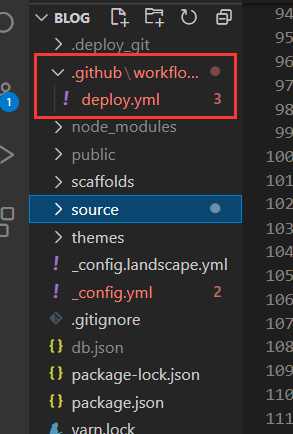 BLOG
.deploy_git
.github\workflo...
! deploy.yml 3
node_modules
public
scaffolds
source
themes
! _config.landscape.yml
! _config.yml 2
.gitignore
{} db.json
{} package-lock.json
{} package.json
yarn.lock
1
94
95
96
97
98
99
100
101
102
103
104
105
106
107
108
109
110
111